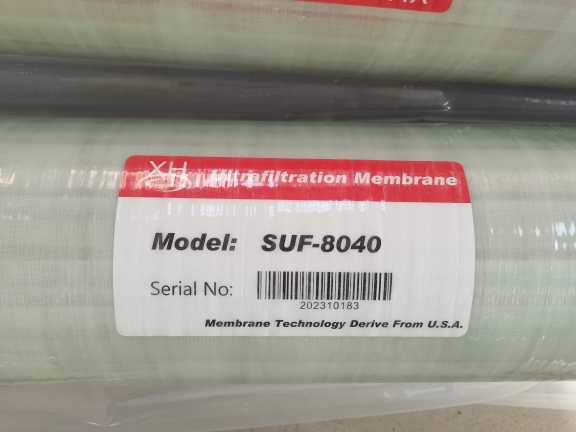 XH Ultrafiltration Membrane
Model: SUF-8040
Serial No:
202310183
Membrane Technology Derive From U.S.A.